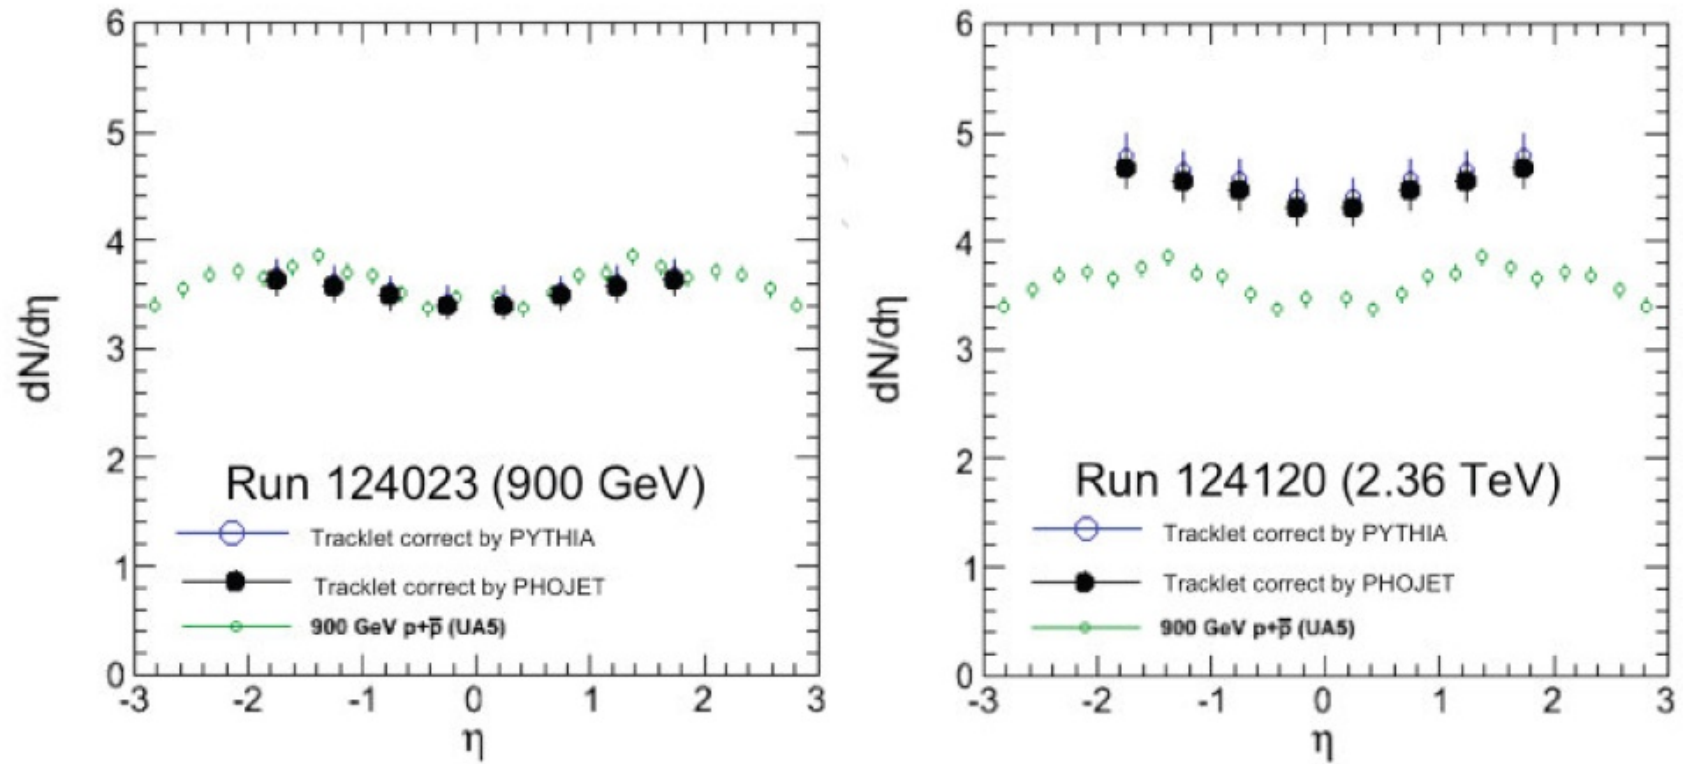 6
5
4
3
2
1
0
dN/dη
Run 124023 (900 GeV)
Tracklet correct by PYTHIA
Tracklet correct by PHOJET
900 GeV p+p̅ (UA5)
-3 -2 -1 0 1 2 3
η
6
5
4
3
2
1
0
dN/dη
Run 124120 (2.36 TeV)
Tracklet correct by PYTHIA
Tracklet correct by PHOJET
900 GeV p+p̅ (UA5)
-3 -2 -1 0 1 2 3
η